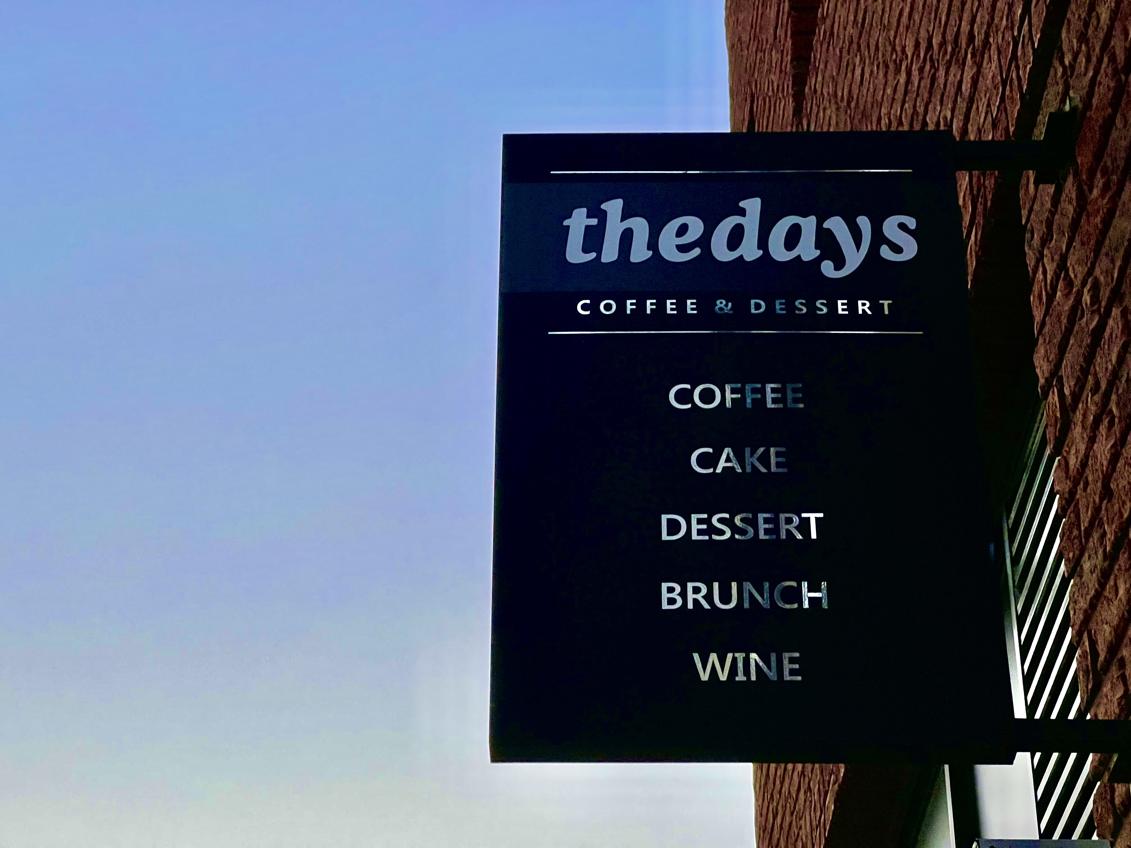 thedays
COFFEE & DESSERT
COFFEE
CAKE
DESSERT
BRUNCH
WINE